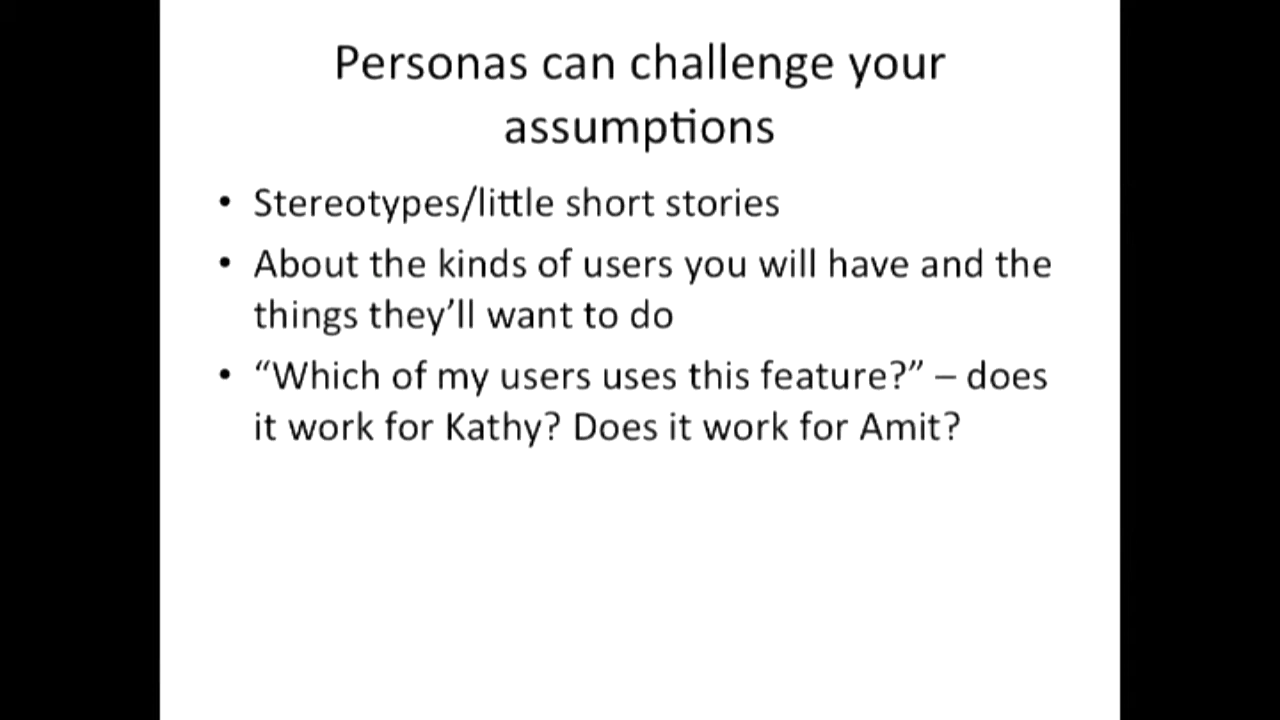 Personas can challenge your
assumptions
• Stereotypes/little short stories
• About the kinds of users you will have and the
things they’ll want to do
• “Which of my users uses this feature?” – does
it work for Kathy? Does it work for Amit?